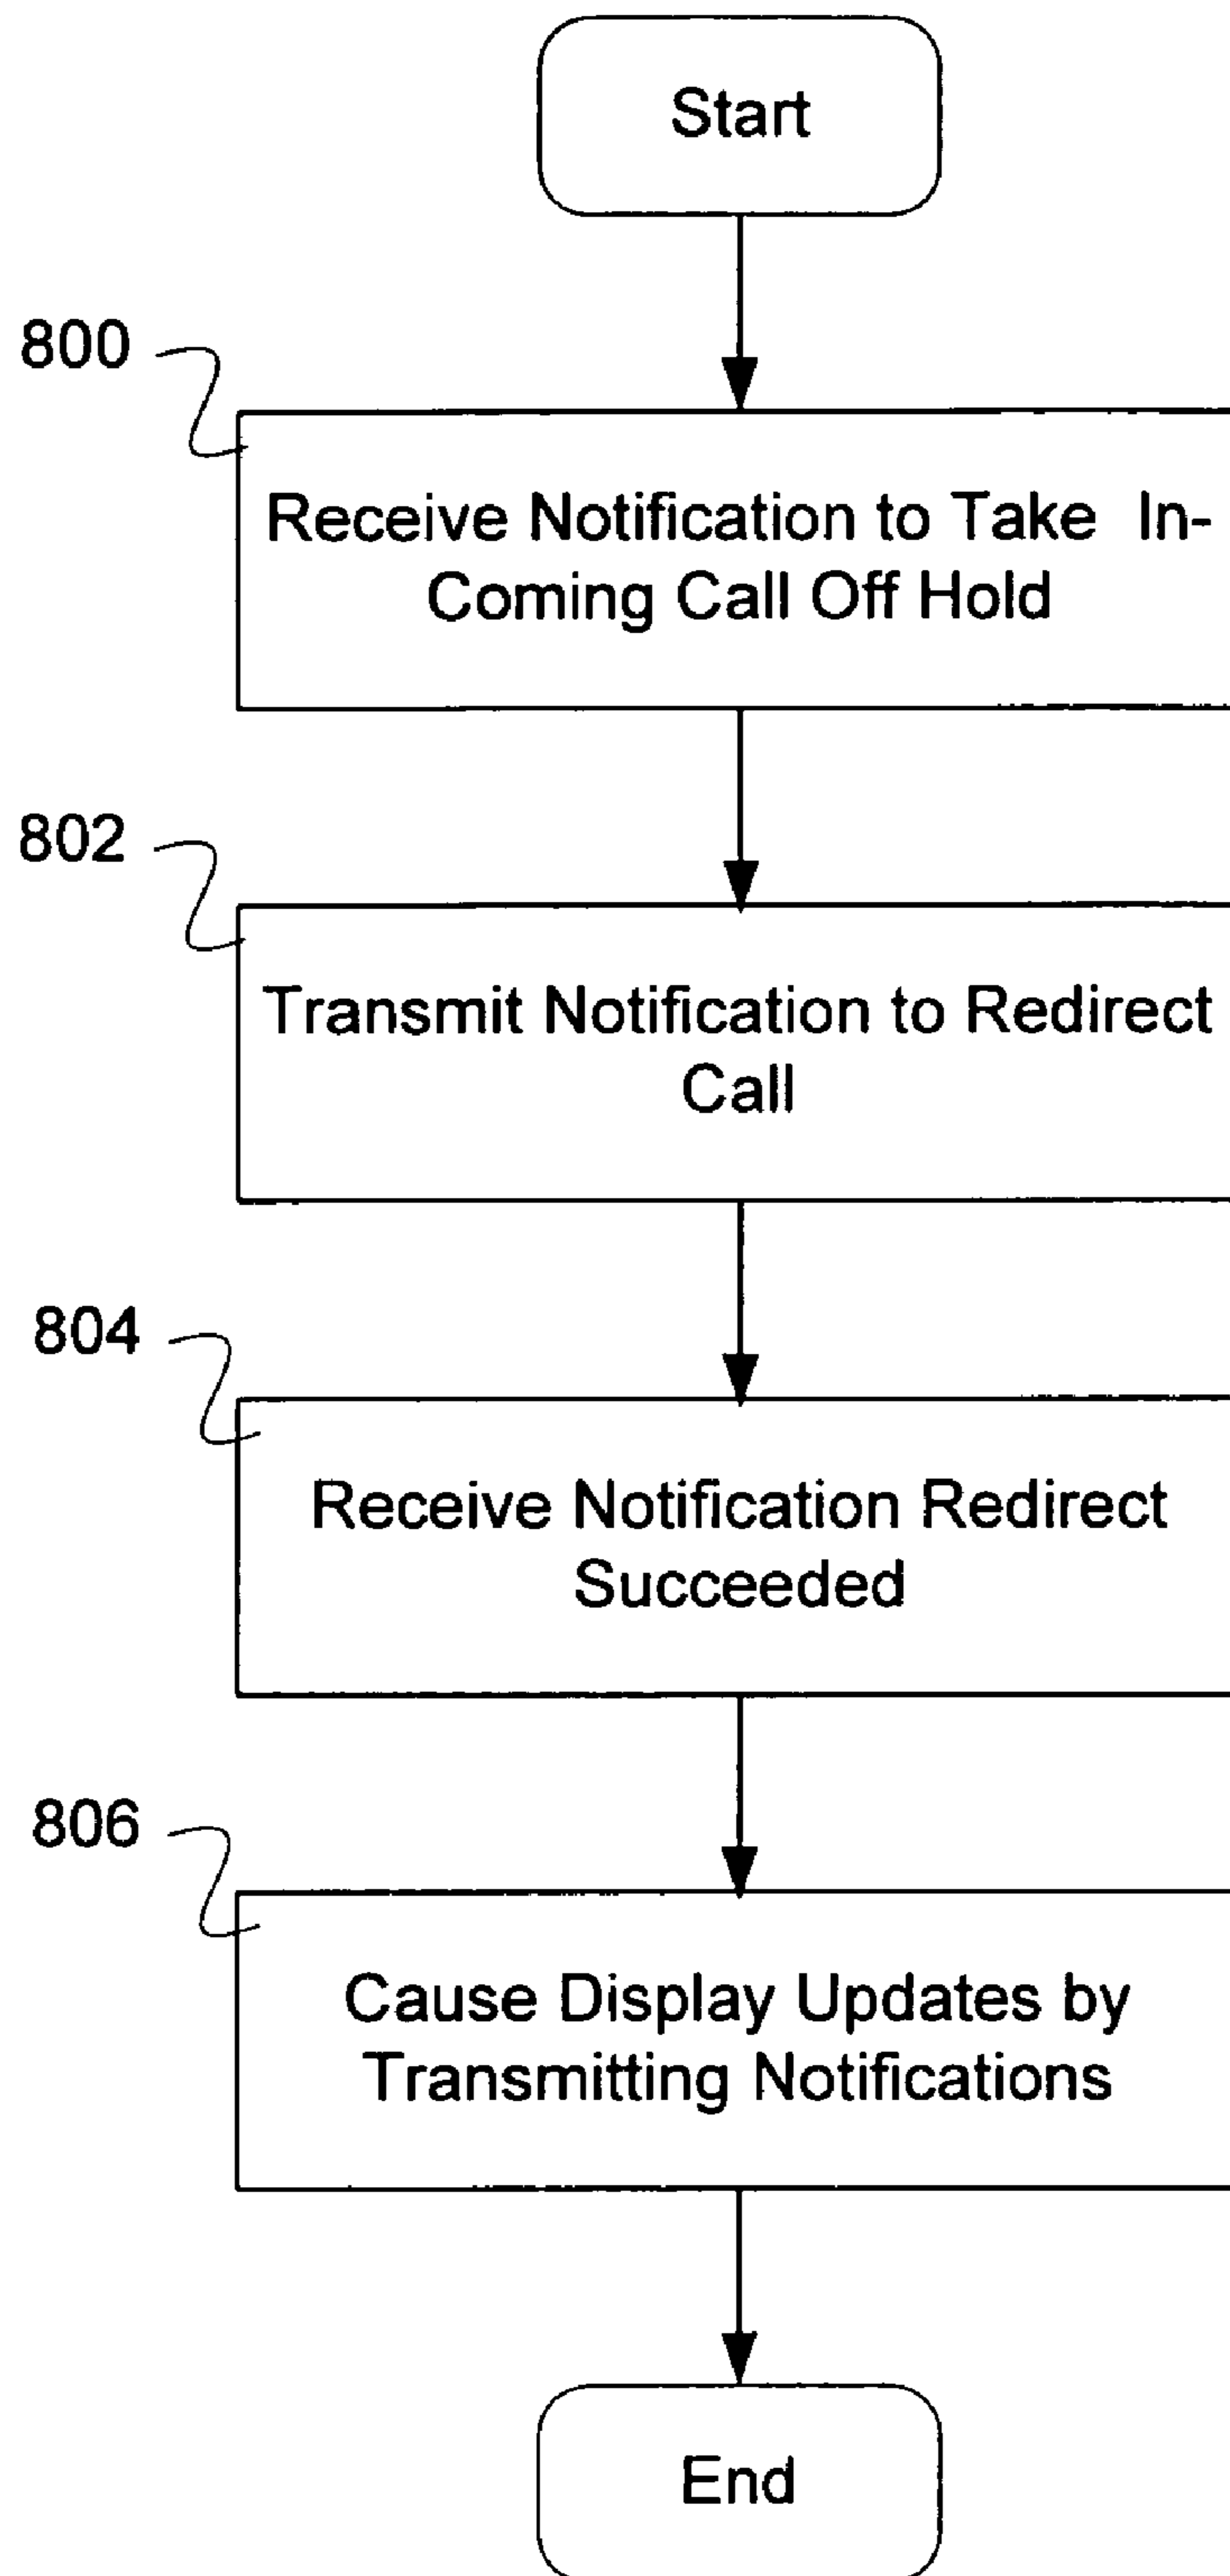 Start
800
Receive Notification to Take In-
Coming Call Off Hold
802
Transmit Notification to Redirect
Call
804
Receive Notification Redirect
Succeeded
806
Cause Display Updates by
Transmitting Notifications
End